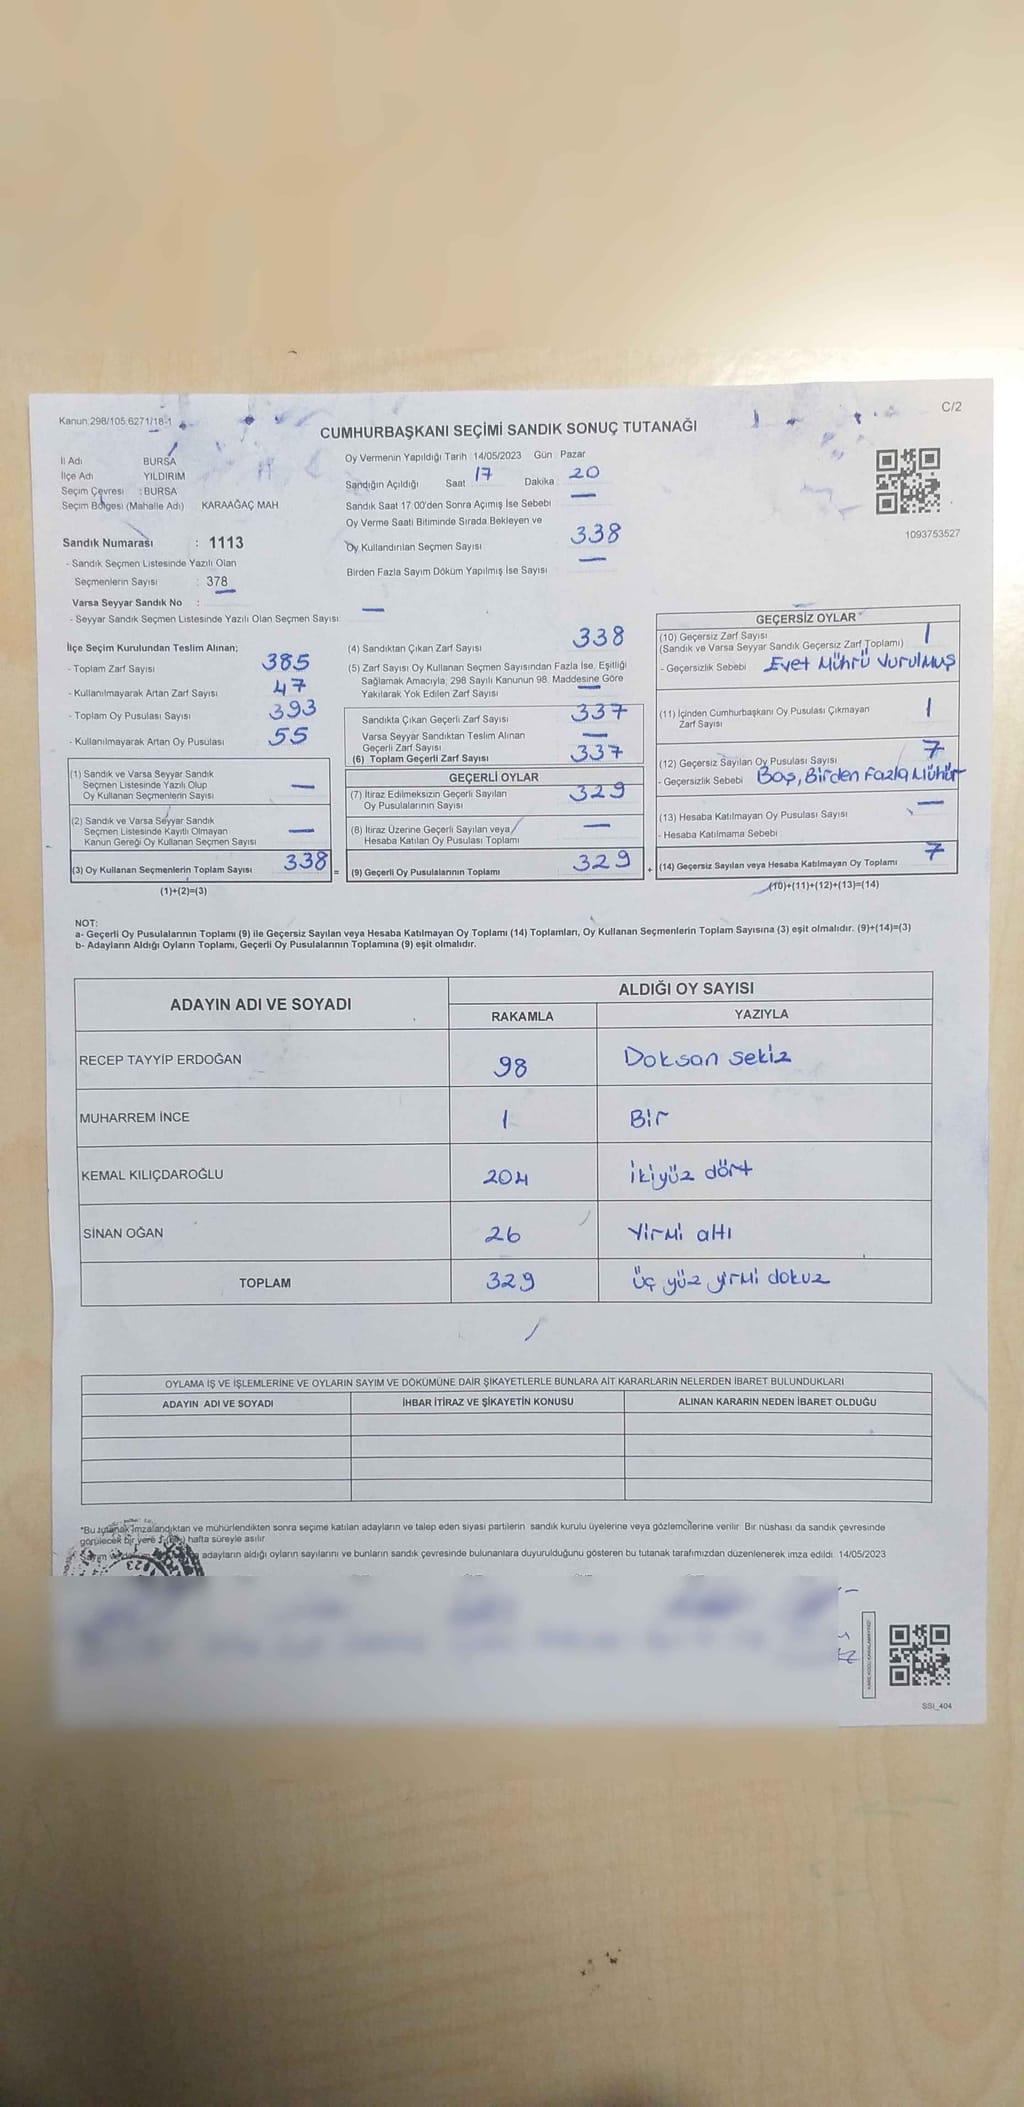 Kanun:298/105 6271/18-1
C/2
CUMHURBAŞKANI SEÇİMİ SANDIK SONUÇ TUTANAĞI
İl Adı BURSA
İlçe Adı YILDIRIM
Seçim Çevresi : BURSA
Seçim Bölgesi (Mahalle Adı) KARAAĞAÇ MAH
Sandık Numarası : 1113
- Sandık Seçmen Listesinde Yazılı Olan
Seçmenlerin Sayısı : 378
Varsa Seyyar Sandık No :
- Seyyar Sandık Seçmen Listesinde Yazılı Olan Seçmen Sayısı: —
Oy Vermenin Yapıldığı Tarih 14/05/2023 Gün Pazar
Sandığın Açıldığı Saat 17 Dakika 20
Sandık Saat 17.00'den Sonra Açımış İse Sebebi —
Oy Verme Saati Bitiminde Sırada Bekleyen ve
Oy Kullandırılan Seçmen Sayısı 338
Birden Fazla Sayım Döküm Yapılmış İse Sayısı —
1093753527
İlçe Seçim Kurulundan Teslim Alınan;
- Toplam Zarf Sayısı 385
- Kullanılmayarak Artan Zarf Sayısı 47
- Toplam Oy Pusulası Sayısı 393
- Kullanılmayarak Artan Oy Pusulası 55
(1) Sandık ve Varsa Seyyar Sandık
Seçmen Listesinde Yazılı Olup
Oy Kullanan Seçmenlerin Sayısı —
(2) Sandık ve Varsa Seyyar Sandık
Seçmen Listesinde Kayıtlı Olmayan
Kanun Gereği Oy Kullanan Seçmen Sayısı —
(3) Oy Kullanan Seçmenlerin Toplam Sayısı 338 =
(1)+(2)=(3)
(4) Sandıktan Çıkan Zarf Sayısı 338
(5) Zarf Sayısı Oy Kullanan Seçmen Sayısından Fazla İse, Eşitliği
Sağlamak Amacıyla, 298 Sayılı Kanunun 98. Maddesine Göre
Yakılarak Yok Edilen Zarf Sayısı —
Sandıkta Çıkan Geçerli Zarf Sayısı 337
Varsa Seyyar Sandıktan Teslim Alınan
Geçerli Zarf Sayısı —
(6) Toplam Geçerli Zarf Sayısı 337
GEÇERLİ OYLAR
(7) İtiraz Edilmeksizin Geçerli Sayılan
Oy Pusulalarının Sayısı 329
(8) İtiraz Üzerine Geçerli Sayılan veya
Hesaba Katılan Oy Pusulası Toplamı —
(9) Geçerli Oy Pusulalarının Toplamı 329 +
GEÇERSİZ OYLAR
(10) Geçersiz Zarf Sayısı 1
(Sandık ve Varsa Seyyar Sandık Geçersiz Zarf Toplamı)
- Geçersizlik Sebebi Evet Mührü Vurulmuş
(11) İçinden Cumhurbaşkanı Oy Pusulası Çıkmayan
Zarf Sayısı 1
(12) Geçersiz Sayılan Oy Pusulası Sayısı 7
- Geçersizlik Sebebi Boş, Birden Fazla Mühür
(13) Hesaba Katılmayan Oy Pusulası Sayısı —
- Hesaba Katılmama Sebebi
(14) Geçersiz Sayılan veya Hesaba Katılmayan Oy Toplamı 7
(10)+(11)+(12)+(13)=(14)
NOT:
a- Geçerli Oy Pusulalarının Toplamı (9) ile Geçersiz Sayılan veya Hesaba Katılmayan Oy Toplamı (14) Toplamları, Oy Kullanan Seçmenlerin Toplam Sayısına (3) eşit olmalıdır. (9)+(14)=(3)
b- Adayların Aldığı Oyların Toplamı, Geçerli Oy Pusulalarının Toplamına (9) eşit olmalıdır.
ADAYIN ADI VE SOYADI
ALDIĞI OY SAYISI
RAKAMLA YAZIYLA
RECEP TAYYİP ERDOĞAN 98 Doksan sekiz
MUHARREM İNCE 1 Bir
KEMAL KILIÇDAROĞLU 204 ikiyüz dört
SİNAN OĞAN 26 Yirmi altı
TOPLAM 329 üç yüz yirmi dokuz
OYLAMA İŞ VE İŞLEMLERİNE VE OYLARIN SAYIM VE DÖKÜMÜNE DAİR ŞİKAYETLERLE BUNLARA AİT KARARLARIN NELERDEN İBARET BULUNDUKLARI
ADAYIN ADI VE SOYADI İHBAR İTİRAZ VE ŞİKAYETİN KONUSU ALINAN KARARIN NEDEN İBARET OLDUĞU
*Bu tutanak imzalandıktan ve mühürlendikten sonra seçime katılan adayların ve talep eden siyasi partilerin sandık kurulu üyelerine veya gözlemcilerine verilir. Bir nüshası da sandık çevresinde
görülecek bir yere hafta süreyle asılır
adayların aldığı oyların sayılarını ve bunların sandık çevresinde bulunanlara duyurulduğunu gösteren bu tutanak tarafımızdan düzenlenerek imza edildi. 14/05/2023
SSI_404